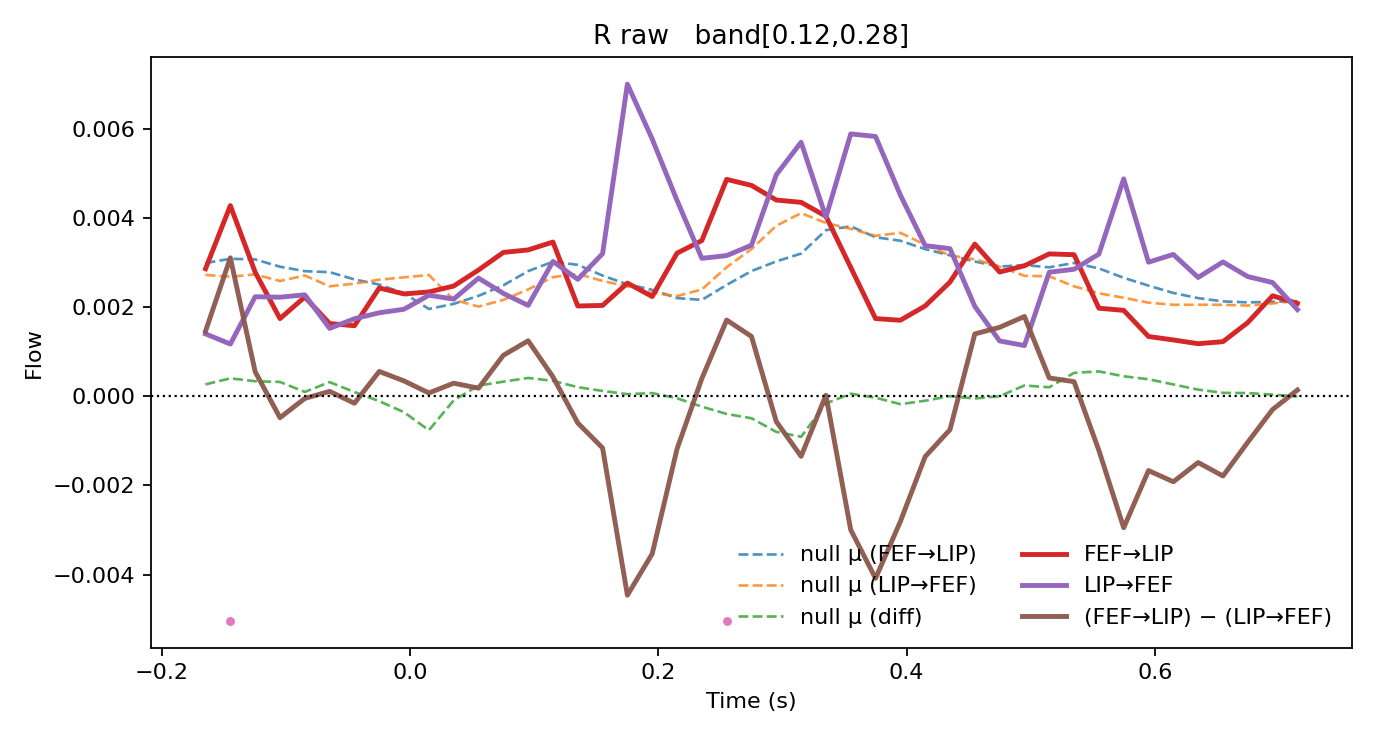 R raw   band[0.12,0.28]
Flow
0.006
0.004
0.002
0.000
−0.002
−0.004
null μ (FEF→LIP)
null μ (LIP→FEF)
null μ (diff)
FEF→LIP
LIP→FEF
(FEF→LIP) − (LIP→FEF)
−0.2
0.0
0.2
0.4
0.6
Time (s)